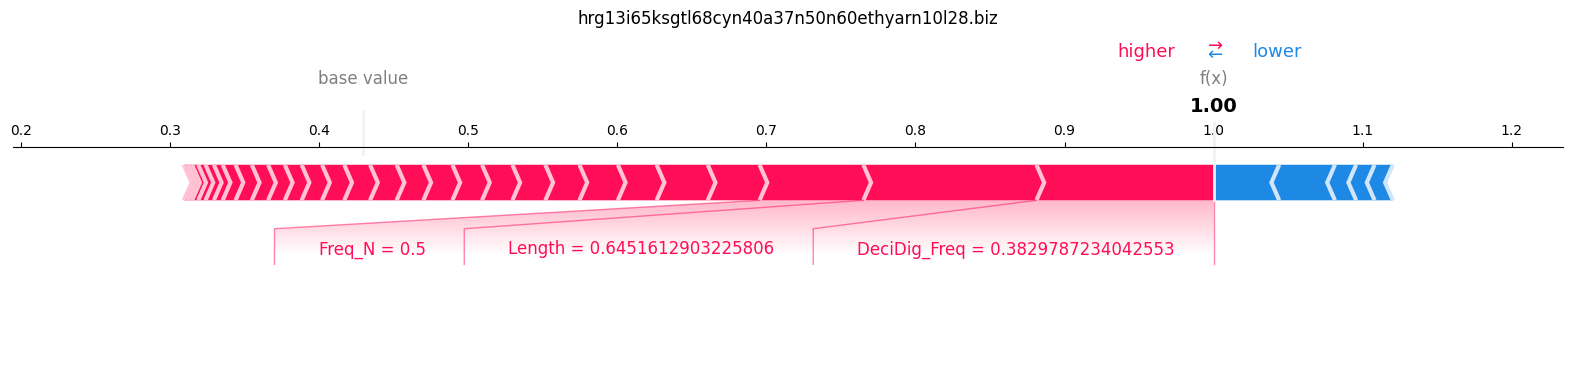 hrg13i65ksgtl68cyn40a37n50n60ethyarn10l28.biz
higher ⇄ lower
base value f(x)
1.00
0.2 0.3 0.4 0.5 0.6 0.7 0.8 0.9 1.0 1.1 1.2
Freq_N = 0.5 Length = 0.6451612903225806 DeciDig_Freq = 0.3829787234042553